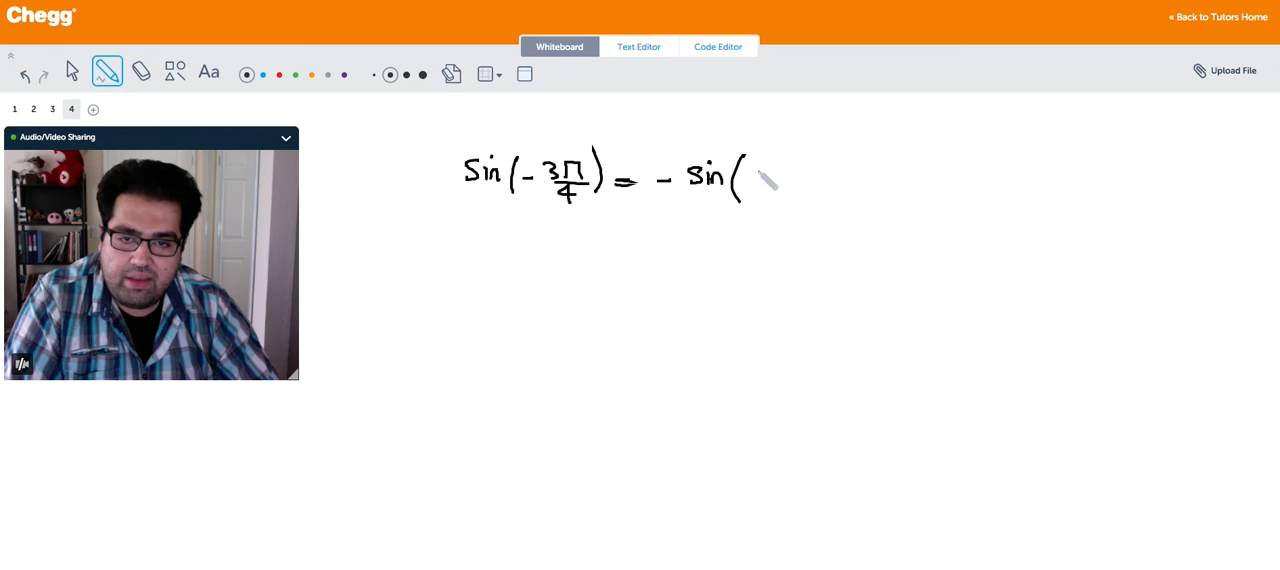 Chegg®
« Back to Tutors Home
Whiteboard Text Editor Code Editor
Aa
Upload File
1 2 3 4
Audio/Video Sharing
sin(-3π/4) = - sin(